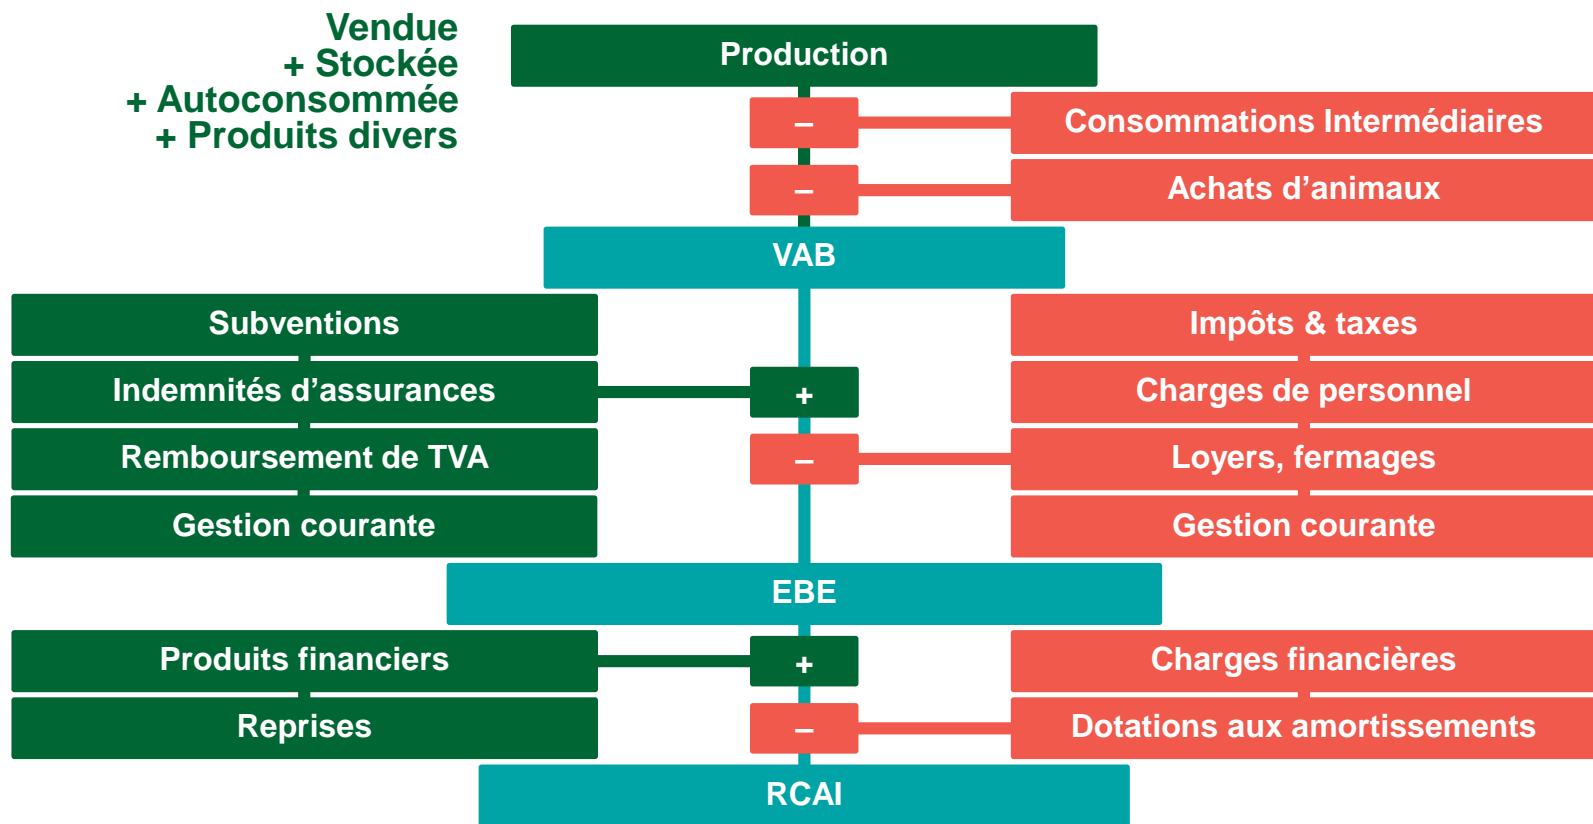 Vendue
+ Stockée
+ Autoconsommée
+ Produits divers
Production
–
Consommations Intermédiaires
–
Achats d’animaux
VAB
Subventions
Impôts & taxes
Indemnités d’assurances
+
Charges de personnel
Remboursement de TVA
–
Loyers, fermages
Gestion courante
Gestion courante
EBE
Produits financiers
+
Charges financières
Reprises
–
Dotations aux amortissements
RCAI